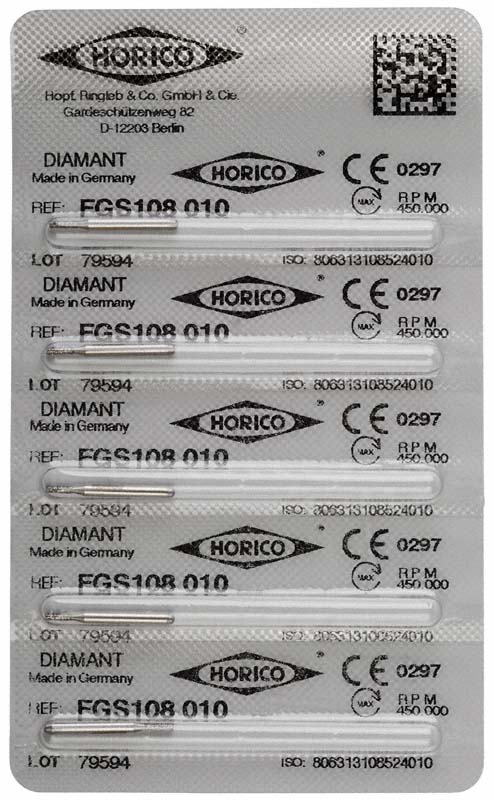 HORICO®
Hopf, Ringleb & Co. GmbH & Cie.
Gardeschützenweg 82
D-12203 Berlin
DIAMANT HORICO® CE 0297
Made in Germany
MAX RPM 450.000
REF: FGS108 010
LOT 79594 ISO: 806313108524010
DIAMANT HORICO® CE 0297
Made in Germany
MAX RPM 450.000
REF: FGS108 010
LOT 79594 ISO: 806313108524010
DIAMANT HORICO® CE 0297
Made in Germany
MAX RPM 450.000
REF: FGS108 010
LOT 79594 ISO: 806313108524010
DIAMANT HORICO® CE 0297
Made in Germany
MAX RPM 450.000
REF: FGS108 010
LOT 79594 ISO: 806313108524010
DIAMANT HORICO® CE 0297
Made in Germany
MAX RPM 450.000
REF: FGS108 010
LOT 79594 ISO: 806313108524010